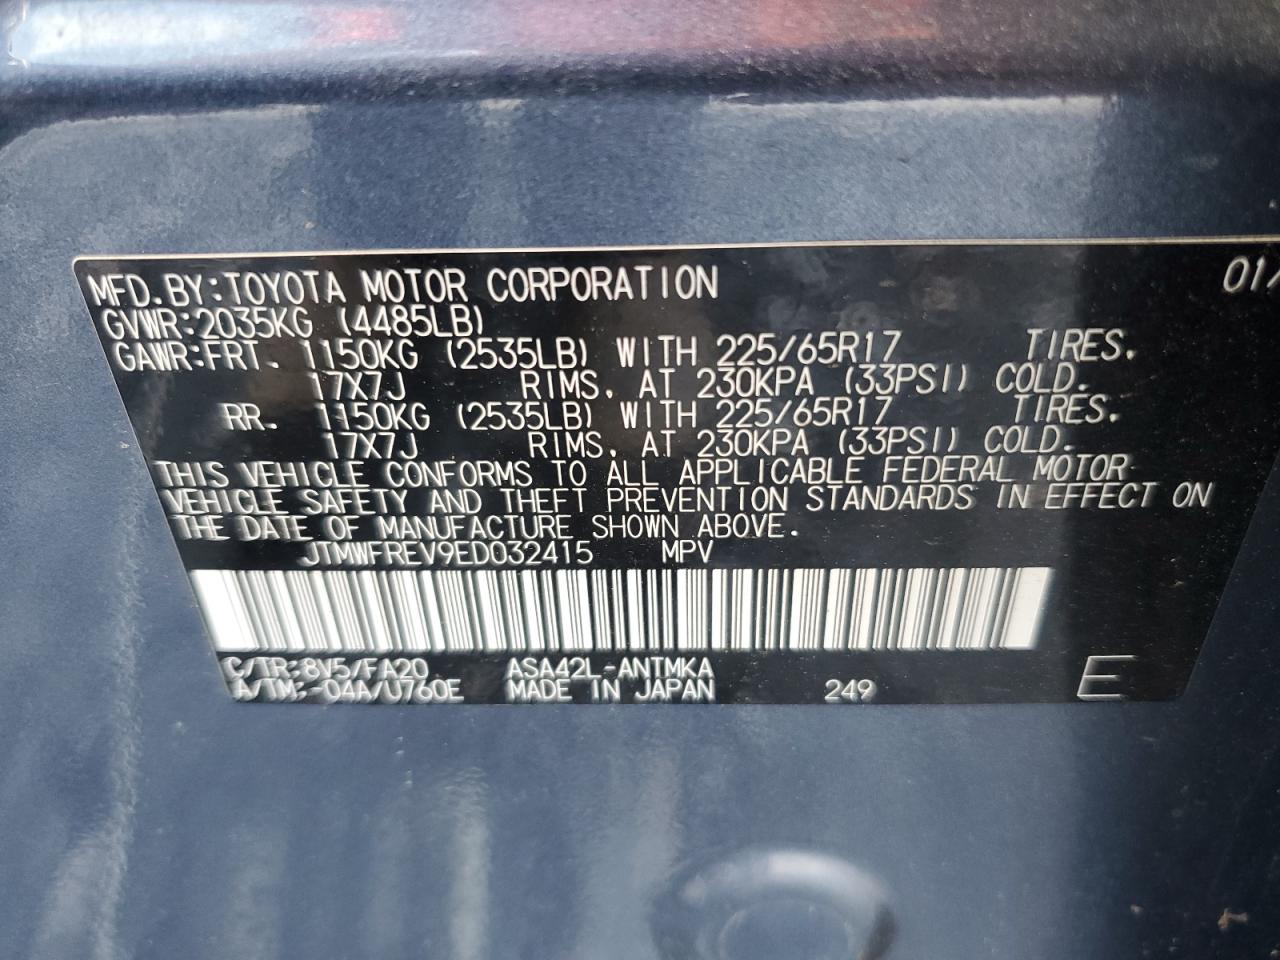 MFD.BY:TOYOTA MOTOR CORPORATION 01/
GVWR:2035KG (4485LB)
GAWR:FRT. 1150KG (2535LB) WITH 225/65R17 TIRES.
17X7J RIMS, AT 230KPA (33PSI) COLD.
RR. 1150KG (2535LB) WITH 225/65R17 TIRES.
17X7J RIMS, AT 230KPA (33PSI) COLD.
THIS VEHICLE CONFORMS TO ALL APPLICABLE FEDERAL MOTOR
VEHICLE SAFETY AND THEFT PREVENTION STANDARDS IN EFFECT ON
THE DATE OF MANUFACTURE SHOWN ABOVE.
JTMWFREV9ED032415 MPV
C/TR:8V5/FA20 ASA42L-ANTMKA
A/TM:-04A/U760E MADE IN JAPAN 249 E